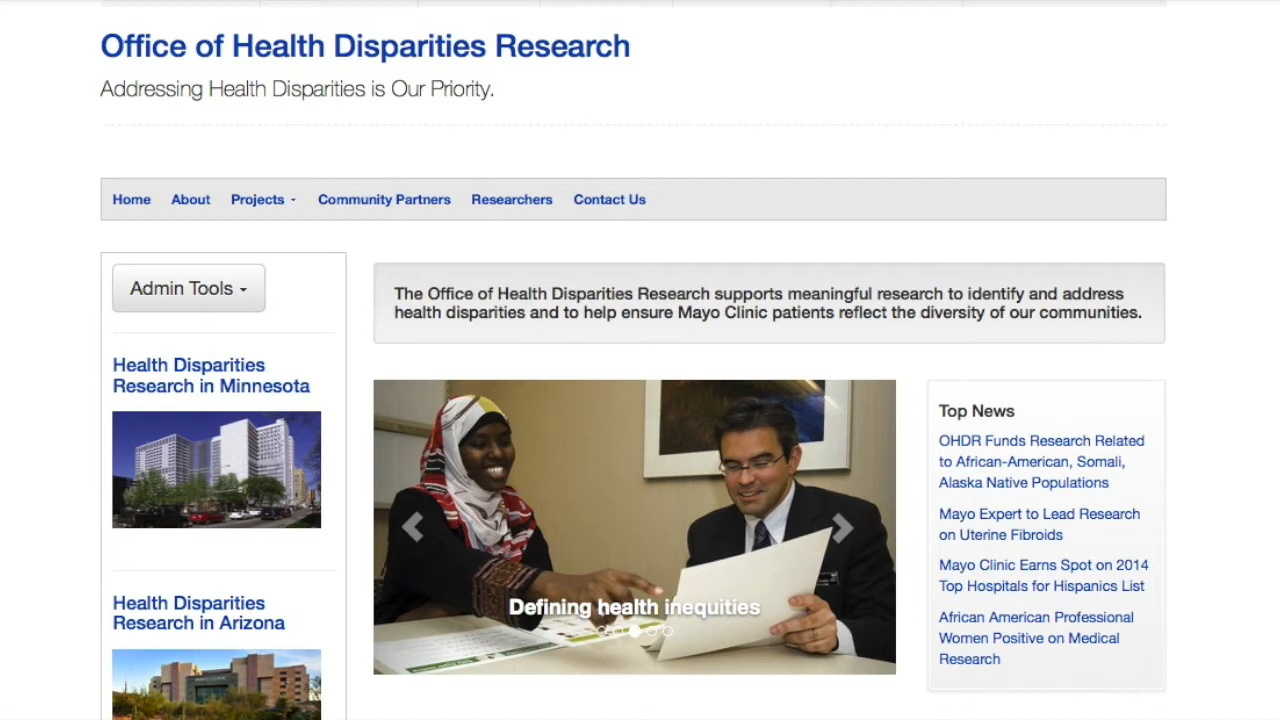 Office of Health Disparities Research
Addressing Health Disparities is Our Priority.
Home About Projects Community Partners Researchers Contact Us
Admin Tools
Health Disparities
Research in Minnesota
Health Disparities
Research in Arizona
The Office of Health Disparities Research supports meaningful research to identify and address
health disparities and to help ensure Mayo Clinic patients reflect the diversity of our communities.
Defining health inequities
Top News
OHDR Funds Research Related
to African-American, Somali,
Alaska Native Populations
Mayo Expert to Lead Research
on Uterine Fibroids
Mayo Clinic Earns Spot on 2014
Top Hospitals for Hispanics List
African American Professional
Women Positive on Medical
Research